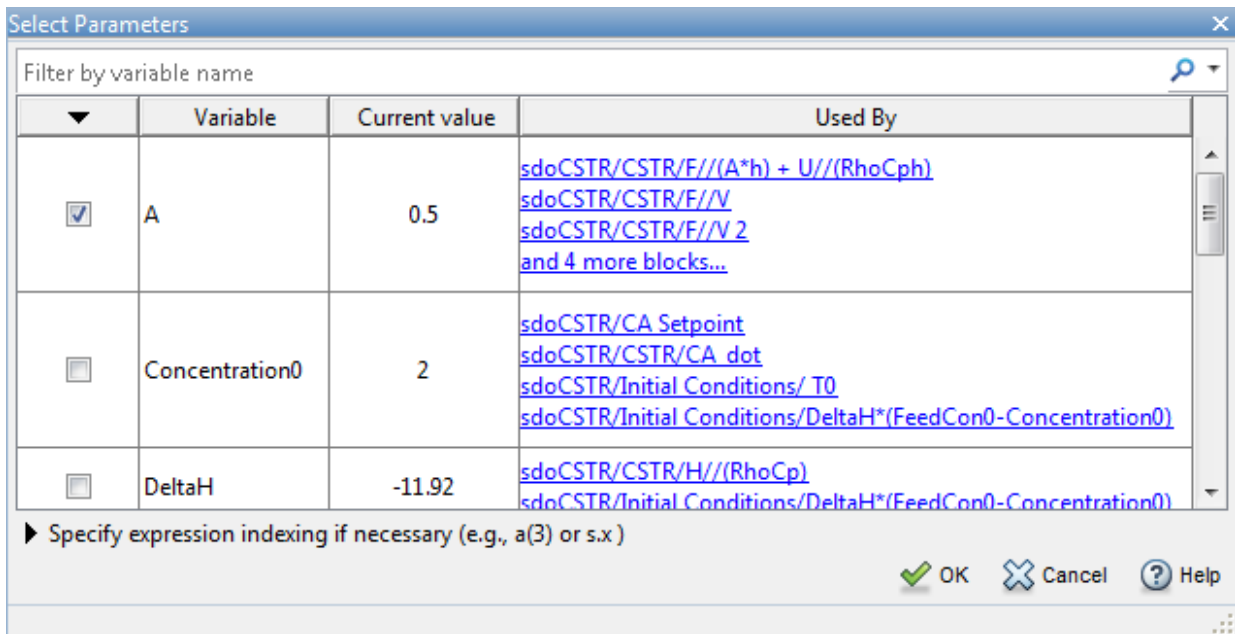 Select Parameters
Filter by variable name
Variable Current value Used By
A 0.5
sdoCSTR/CSTR/F//(A*h) + U//(RhoCph)
sdoCSTR/CSTR/F//V
sdoCSTR/CSTR/F//V 2
and 4 more blocks...
Concentration0 2
sdoCSTR/CA Setpoint
sdoCSTR/CSTR/CA_dot
sdoCSTR/Initial Conditions/ T0
sdoCSTR/Initial Conditions/DeltaH*(FeedCon0-Concentration0)
DeltaH -11.92
sdoCSTR/CSTR/H//(RhoCp)
sdoCSTR/Initial Conditions/DeltaH*(FeedCon0-Concentration0)
Specify expression indexing if necessary (e.g., a(3) or s.x )
OK Cancel Help